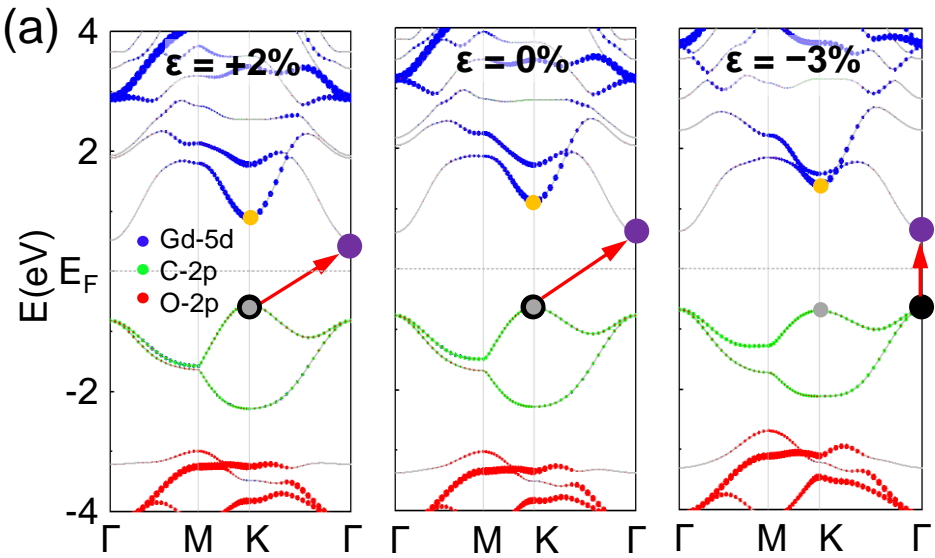 (a)
ε = +2%
ε = 0%
ε = −3%
4
2
E_F
-2
-4
E(eV)
Gd-5d
C-2p
O-2p
Γ M K Γ
Γ M K Γ
Γ M K Γ